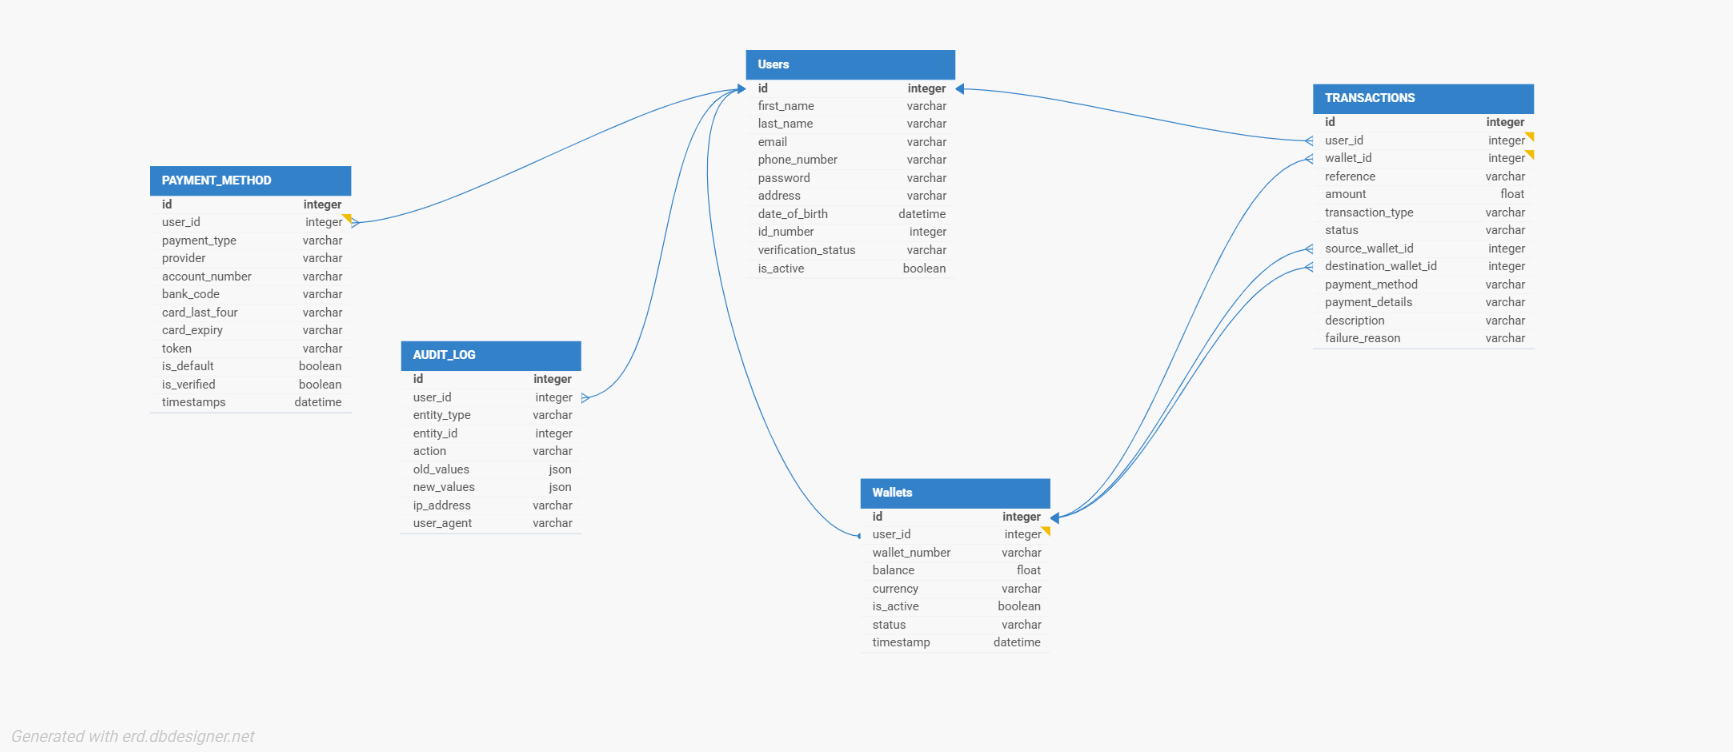 Users
id integer
first_name varchar
last_name varchar
email varchar
phone_number varchar
password varchar
address varchar
date_of_birth datetime
id_number integer
verification_status varchar
is_active boolean
TRANSACTIONS
id integer
user_id integer
wallet_id integer
reference varchar
amount float
transaction_type varchar
status varchar
source_wallet_id integer
destination_wallet_id integer
payment_method varchar
payment_details varchar
description varchar
failure_reason varchar
PAYMENT_METHOD
id integer
user_id integer
payment_type varchar
provider varchar
account_number varchar
bank_code varchar
card_last_four varchar
card_expiry varchar
token varchar
is_default boolean
is_verified boolean
timestamps datetime
AUDIT_LOG
id integer
user_id integer
entity_type varchar
entity_id integer
action varchar
old_values json
new_values json
ip_address varchar
user_agent varchar
Wallets
id integer
user_id integer
wallet_number varchar
balance float
currency varchar
is_active boolean
status varchar
timestamp datetime
Generated with erd.dbdesigner.net